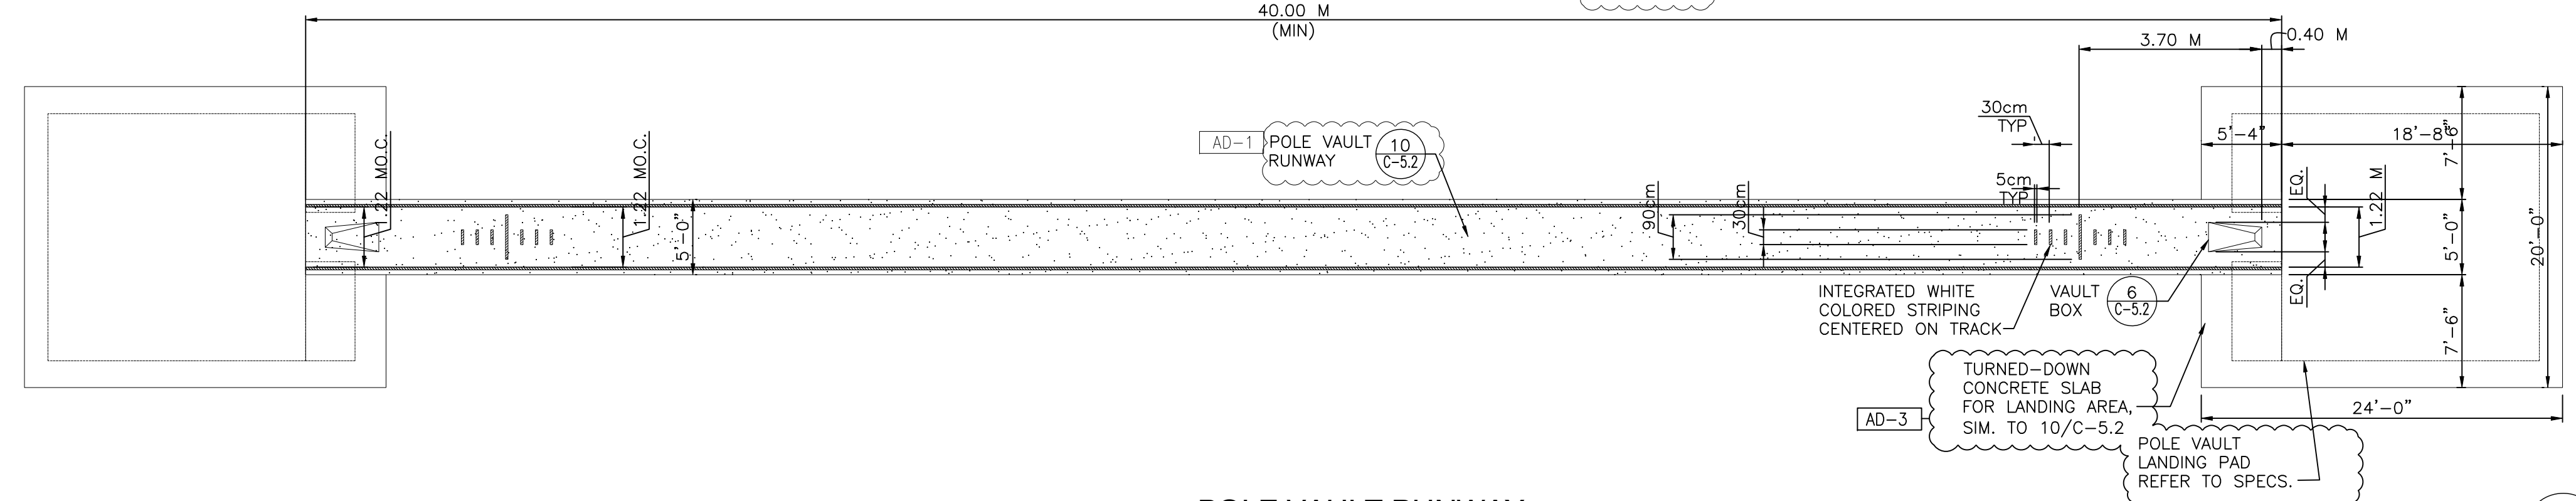 40.00 M
(MIN)
3.70 M
0.40 M
30cm
TYP
5'-4"
18'-8"
7'-6"
AD-1
POLE VAULT
RUNWAY
10
C-5.2
1.22 MO.C.
1.22 MO.C.
5'-0"
90cm
30cm
5cm
TYP
EQ.
1.22 M
5'-0"
20'-0"
EQ.
INTEGRATED WHITE
COLORED STRIPING
CENTERED ON TRACK
VAULT
BOX
6
C-5.2
7'-6"
TURNED-DOWN
CONCRETE SLAB
FOR LANDING AREA,
SIM. TO 10/C-5.2
AD-3
24'-0"
POLE VAULT
LANDING PAD
REFER TO SPECS.
POLE VAULT RUNWAY